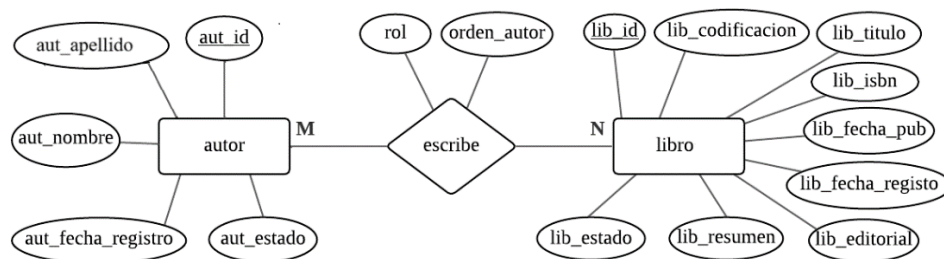 aut_apellido
aut_id
rol
orden_autor
lib_id
lib_codificacion
lib_titulo
lib_isbn
aut_nombre
autor
M
escribe
N
libro
lib_fecha_pub
lib_fecha_registo
aut_fecha_registro
aut_estado
lib_estado
lib_resumen
lib_editorial